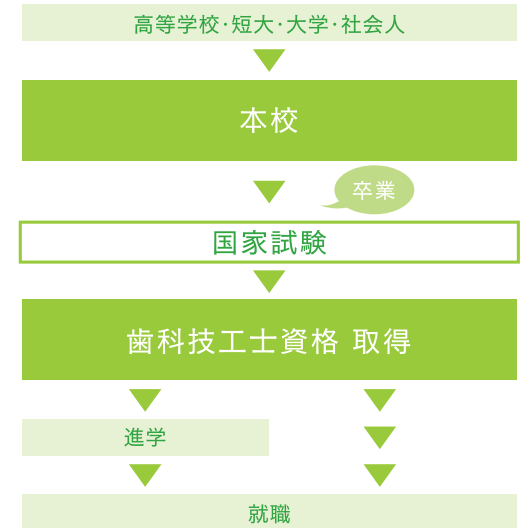 高等学校・短大・大学・社会人
本校
卒業
国家試験
歯科技工士資格 取得
進学
就職